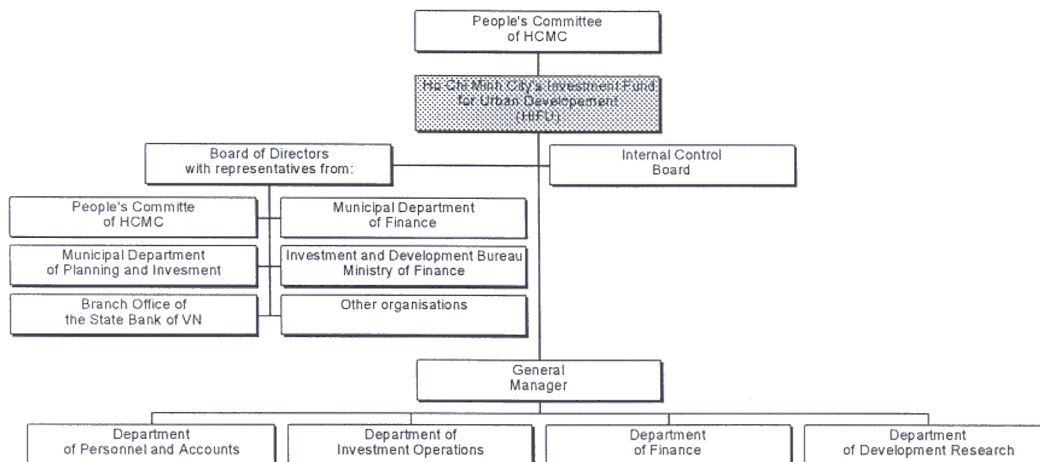 People's Committee
of HCMC
Ho Chi Minh City's Investment Fund
for Urban Developement
(HIFU)
Board of Directors
with representatives from:
Internal Control
Board
People's Committe
of HCMC
Municipal Department
of Finance
Municipal Department
of Planning and Invesment
Investment and Development Bureau
Ministry of Finance
Branch Office of
the State Bank of VN
Other organisations
General
Manager
Department
of Personnel and Accounts
Department of
Investment Operations
Department
of Finance
Department
of Development Research